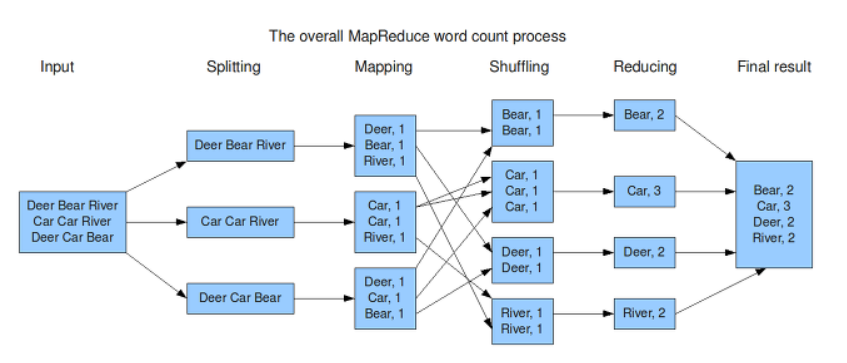 The overall MapReduce word count process
Input
Splitting
Mapping
Shuffling
Reducing
Final result
Deer Bear River
Car Car River
Deer Car Bear
Deer Bear River
Car Car River
Deer Car Bear
Deer, 1
Bear, 1
River, 1
Car, 1
Car, 1
River, 1
Deer, 1
Car, 1
Bear, 1
Bear, 1
Bear, 1
Car, 1
Car, 1
Car, 1
Deer, 1
Deer, 1
River, 1
River, 1
Bear, 2
Car, 3
Deer, 2
River, 2
Bear, 2
Car, 3
Deer, 2
River, 2